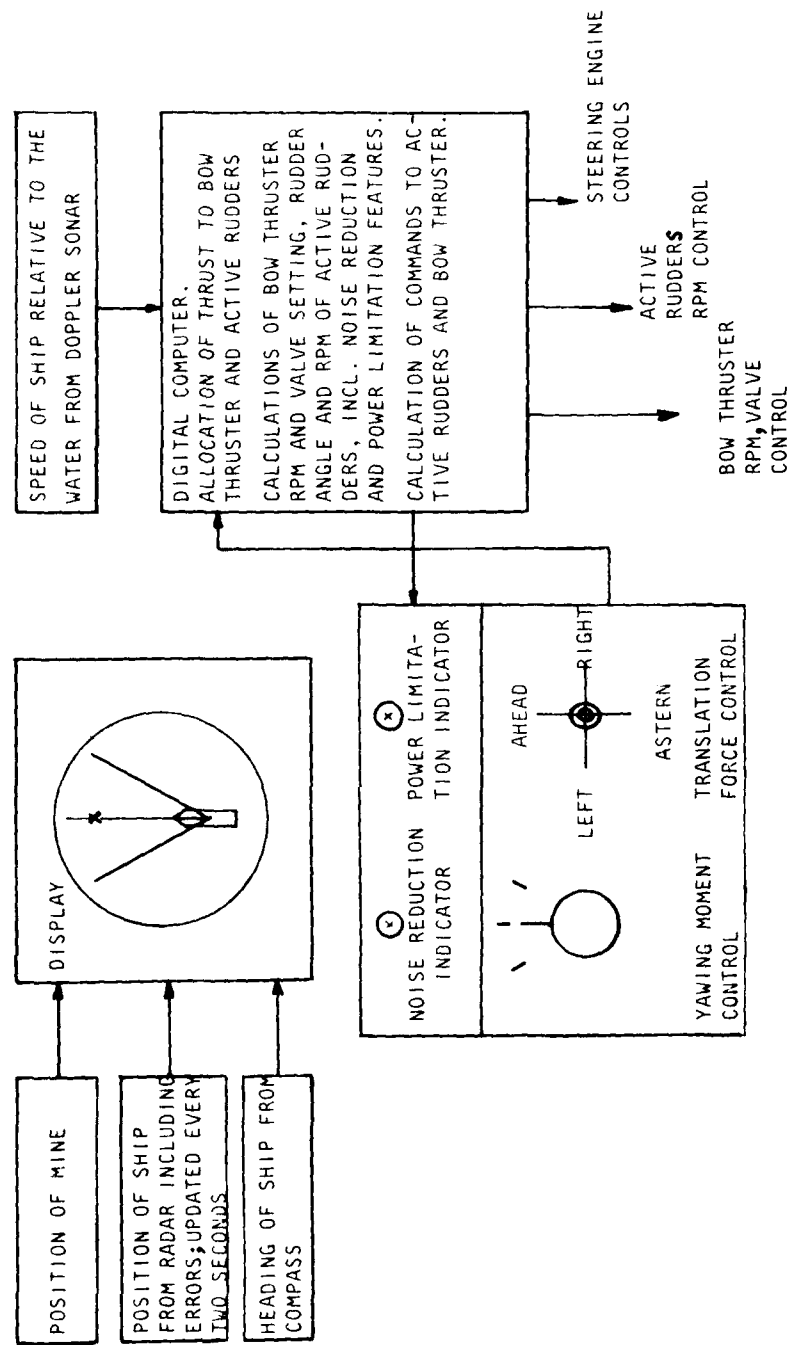 POSITION OF MINE
POSITION OF SHIP
FROM RADAR INCLUDING
ERRORS;UPDATED EVERY
TWO SECONDS
HEADING OF SHIP FROM
COMPASS
DISPLAY
x
SPEED OF SHIP RELATIVE TO THE
WATER FROM DOPPLER SONAR
NOISE REDUCTION
INDICATOR
POWER LIMITA-
TION INDICATOR
YAWING MOMENT
CONTROL
AHEAD
LEFT
RIGHT
ASTERN
TRANSLATION
FORCE CONTROL
DIGITAL COMPUTER.
ALLOCATION OF THRUST TO BOW
THRUSTER AND ACTIVE RUDDERS
CALCULATIONS OF BOW THRUSTER
RPM AND VALVE SETTING, RUDDER
ANGLE AND RPM OF ACTIVE RUD-
DERS, INCL. NOISE REDUCTION
AND POWER LIMITATION FEATURES.
CALCULATION OF COMMANDS TO AC-
TIVE RUDDERS AND BOW THRUSTER.
BOW THRUSTER
RPM,VALVE
CONTROL
ACTIVE
RUDDERS
RPM CONTROL
STEERING ENGINE
CONTROLS